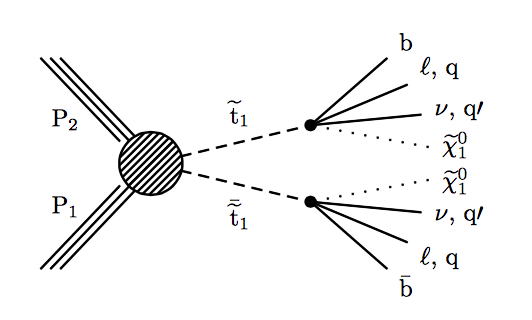 b
ℓ, q
ν, q′
χ̃₁⁰
P₂
t̃₁
χ̃₁⁰
ν, q′
P₁
t̃̄₁
ℓ, q
b̄